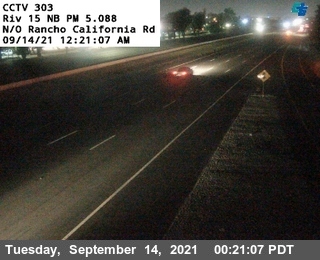 CCTV 303
Riv 15 NB PM 5.088
N/O Rancho California Rd
09/14/21 12:21:07 AM
Tuesday, September 14, 2021 00:21:07 PDT